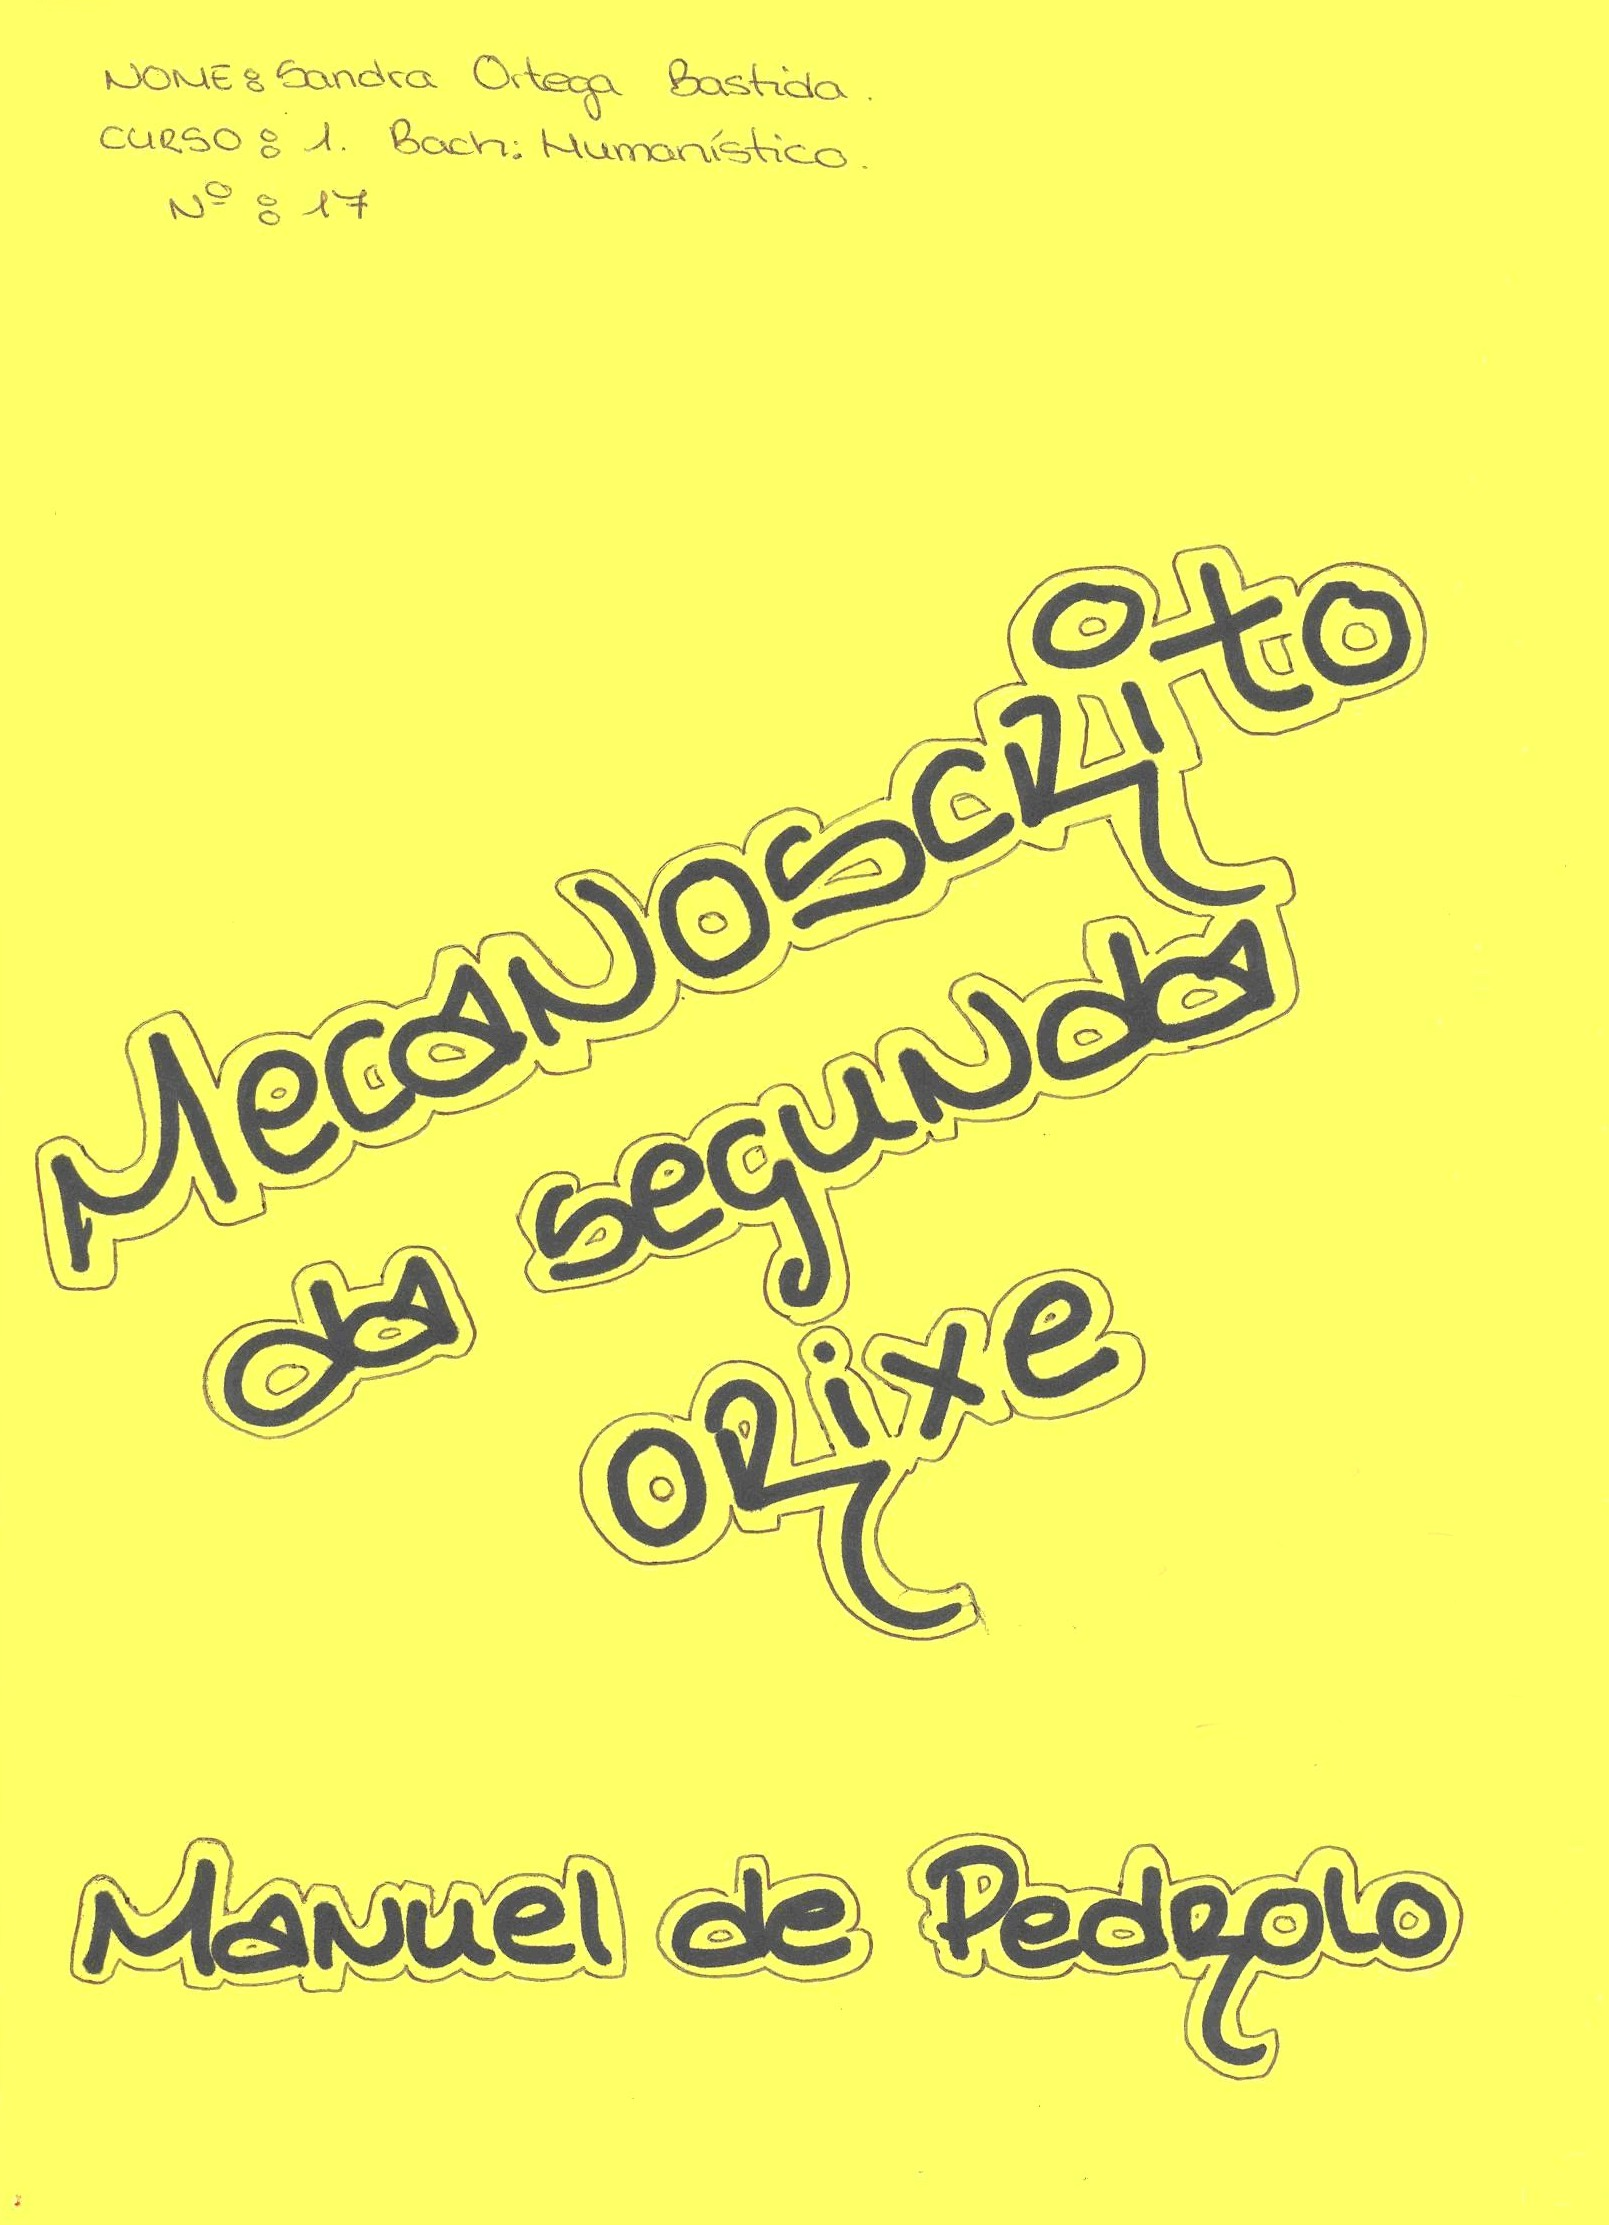 NOME: Sandra Ortega Bastida.
CURSO: 1. Bach: Humanístico.
Nº: 17
Mecanoscrito
da segunda
orixe
Manuel de Pedrolo